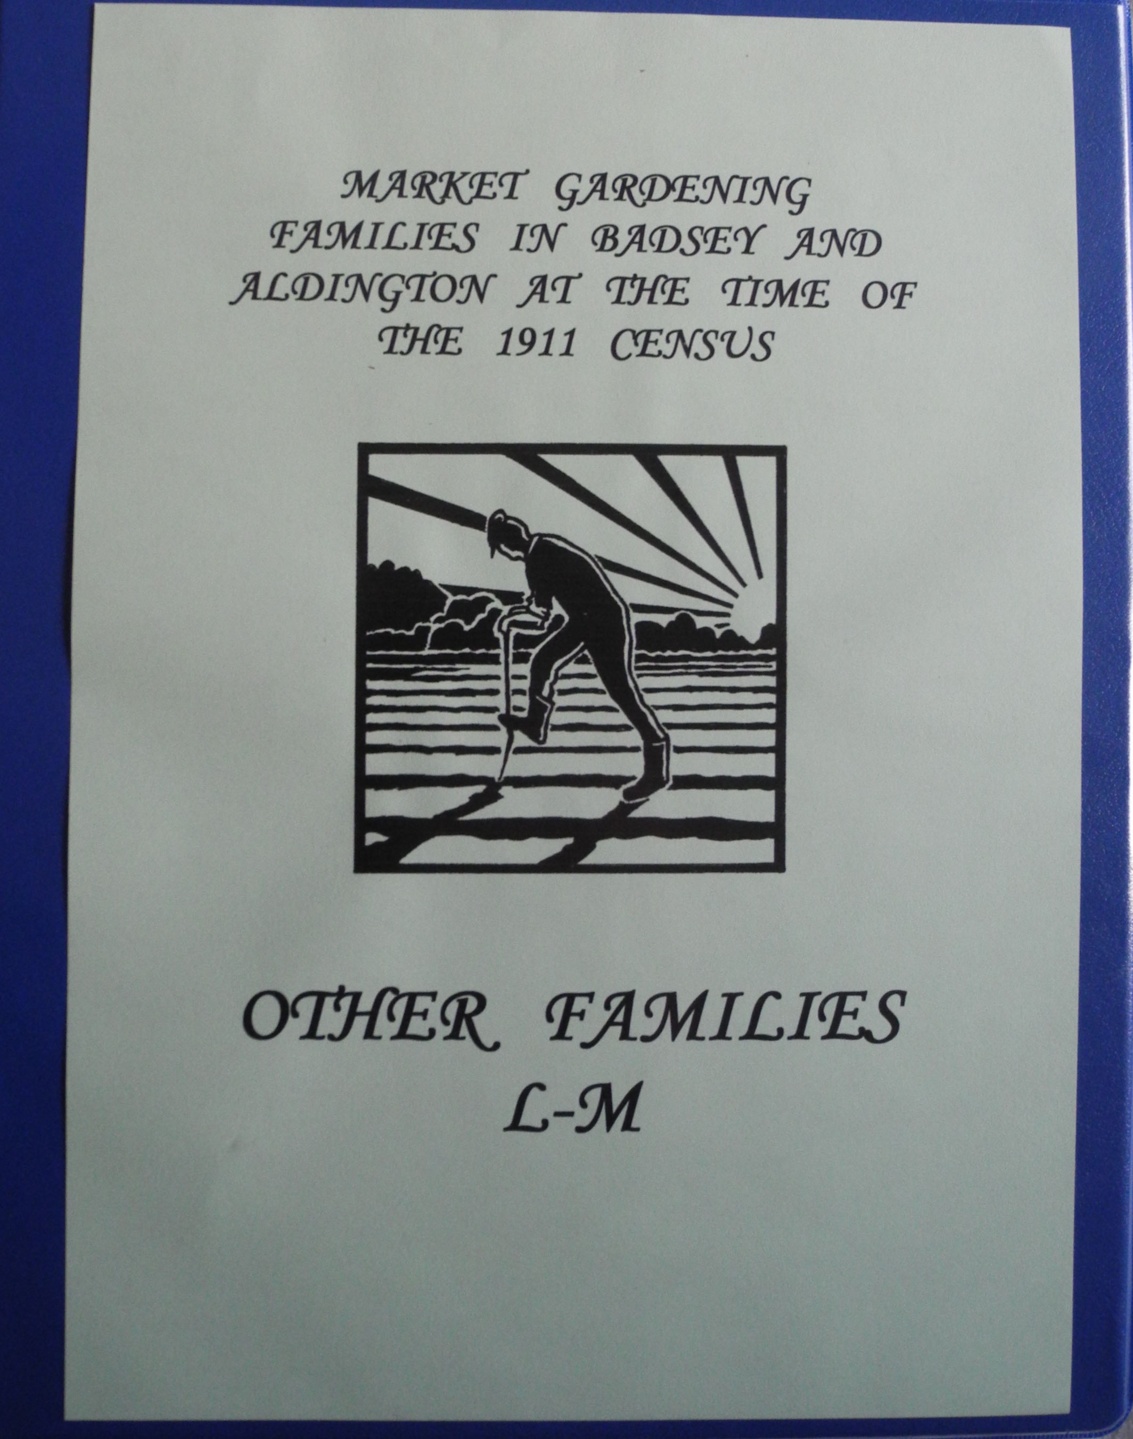 MARKET GARDENING
FAMILIES IN BADSEY AND
ALDINGTON AT THE TIME OF
THE 1911 CENSUS
OTHER FAMILIES
L-M